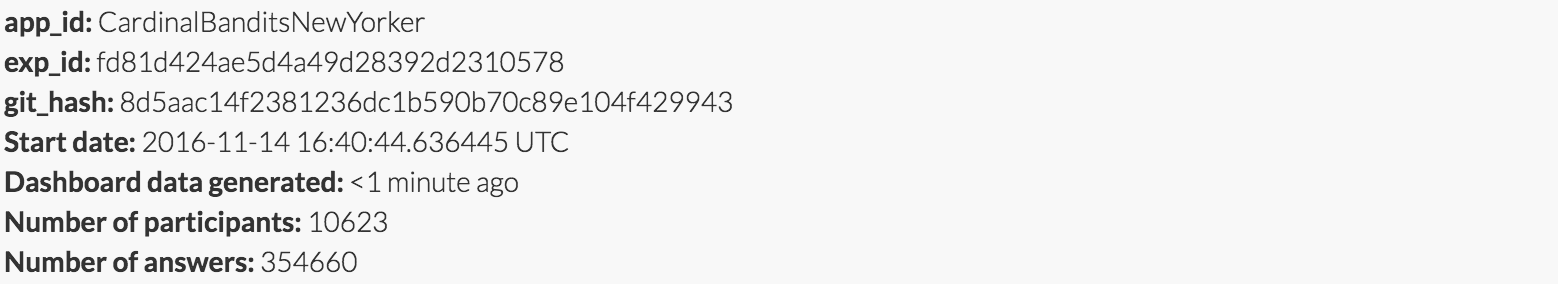 app_id: CardinalBanditsNewYorker
exp_id: fd81d424ae5d4a49d28392d2310578
git_hash: 8d5aac14f2381236dc1b590b70c89e104f429943
Start date: 2016-11-14 16:40:44.636445 UTC
Dashboard data generated: <1 minute ago
Number of participants: 10623
Number of answers: 354660